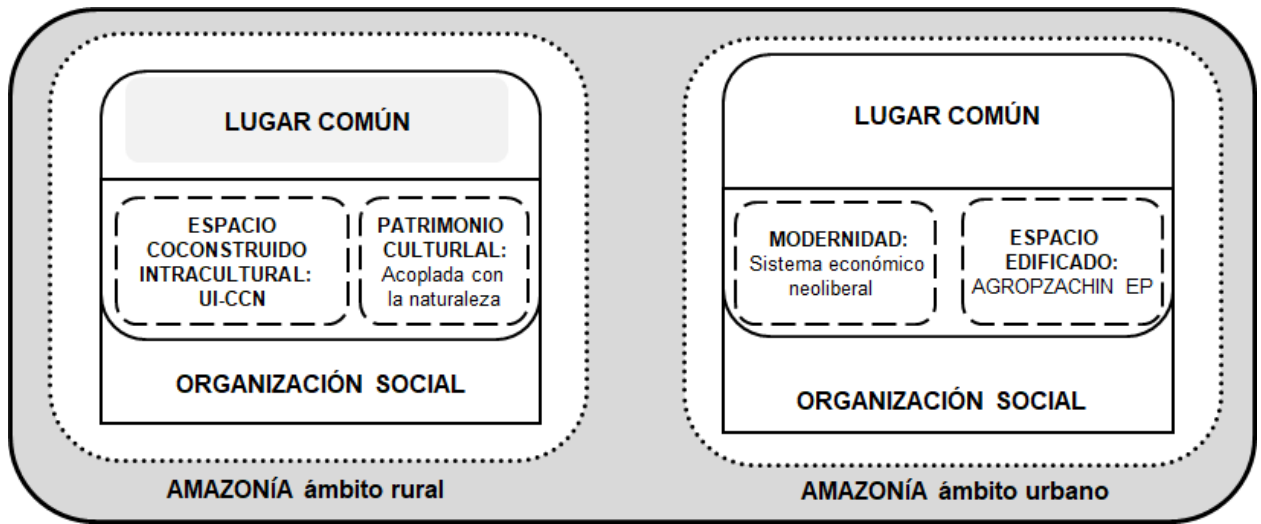 LUGAR COMÚN
ESPACIO
COCONSTRUIDO
INTRACULTURAL:
UI-CCN
PATRIMONIO
CULTURLAL:
Acoplada con
la naturaleza
ORGANIZACIÓN SOCIAL
AMAZONÍA ámbito rural
LUGAR COMÚN
MODERNIDAD:
Sistema económico
neoliberal
ESPACIO
EDIFICADO:
AGROPZACHIN EP
ORGANIZACIÓN SOCIAL
AMAZONÍA ámbito urbano